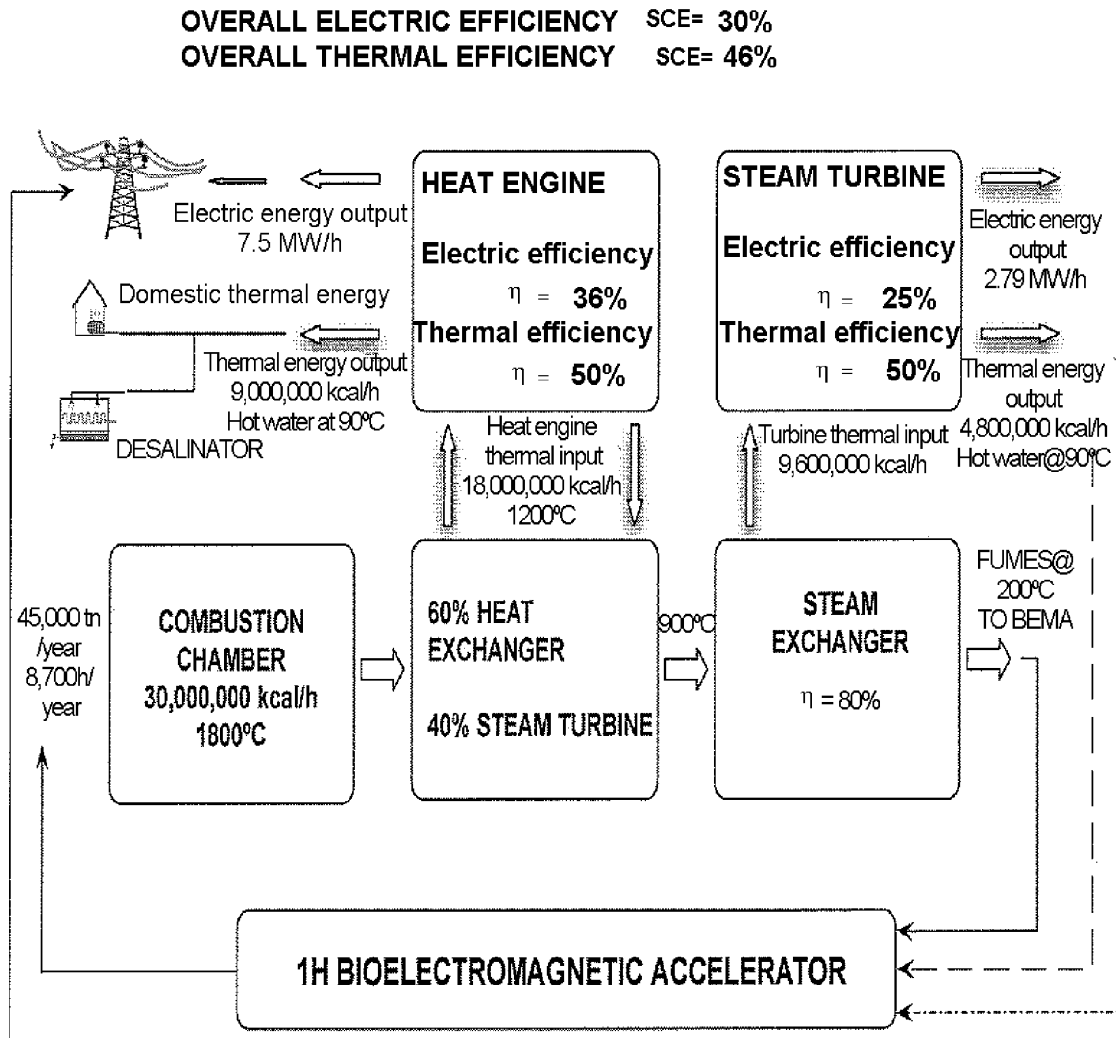 OVERALL ELECTRIC EFFICIENCY SCE= 30%
OVERALL THERMAL EFFICIENCY SCE= 46%
HEAT ENGINE
Electric efficiency
η = 36%
Thermal efficiency
η = 50%
STEAM TURBINE
Electric efficiency
η = 25%
Thermal efficiency
η = 50%
Electric energy output
7.5 MW/h
Domestic thermal energy
Thermal energy output
9,000,000 kcal/h
Hot water at 90ºC
DESALINATOR
Electric energy
output
2.79 MW/h
Thermal energy
output
4,800,000 kcal/h
Hot water@90ºC
Heat engine
thermal input
18,000,000 kcal/h
1200ºC
Turbine thermal input
9,600,000 kcal/h
45,000 tn
/year
8,700h/
year
COMBUSTION
CHAMBER
30,000,000 kcal/h
1800ºC
60% HEAT
EXCHANGER
40% STEAM TURBINE
900ºC
STEAM
EXCHANGER
η = 80%
FUMES@
200ºC
TO BEMA
1H BIOELECTROMAGNETIC ACCELERATOR